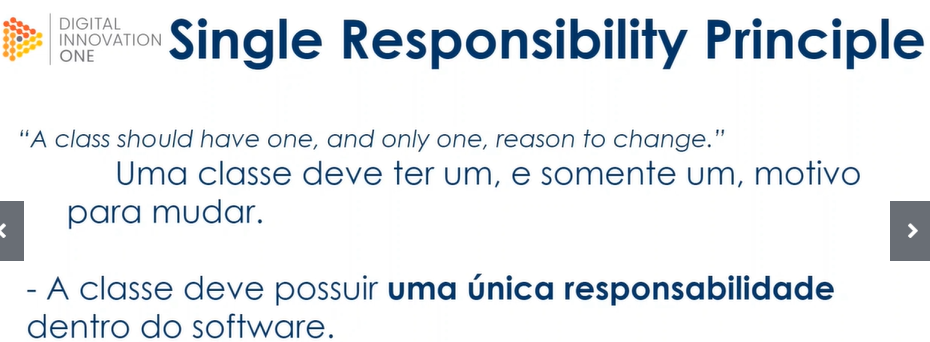 DIGITAL
INNOVATION
ONE
Single Responsibility Principle
“A class should have one, and only one, reason to change.”
Uma classe deve ter um, e somente um, motivo
para mudar.
- A classe deve possuir uma única responsabilidade
dentro do software.